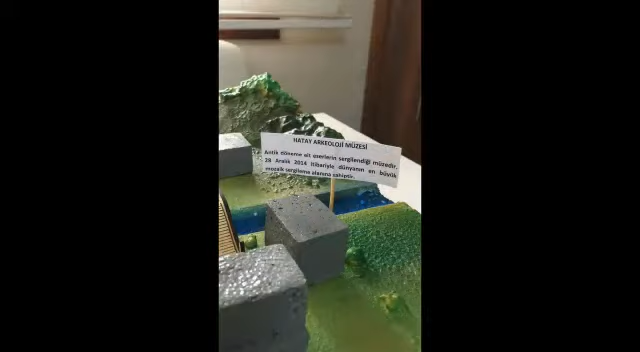 HATAY ARKEOLOJİ MÜZESİ
Antik döneme ait eserlerin sergilendiği müzedir.
28 Aralık 2014 itibariyle dünyanın en büyük
mozaik sergileme alanına sahiptir.